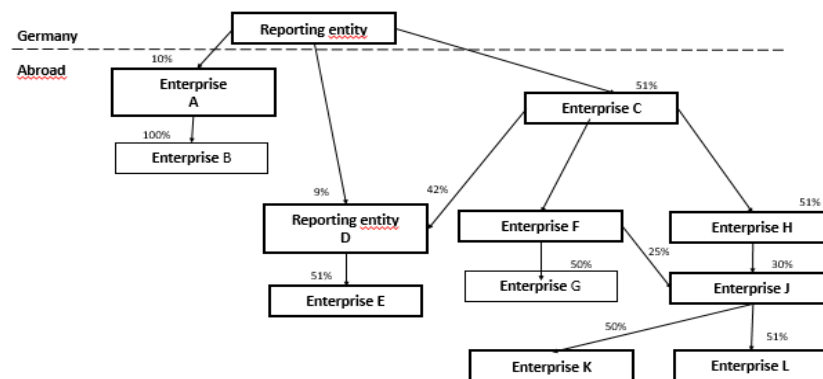 Reporting entity
Germany
Abroad
10%
Enterprise
A
51%
Enterprise C
100%
Enterprise B
9%
42%
51%
Reporting entity
D
Enterprise F
Enterprise H
25%
51%
50%
30%
Enterprise E
Enterprise G
Enterprise J
50%
51%
Enterprise K
Enterprise L